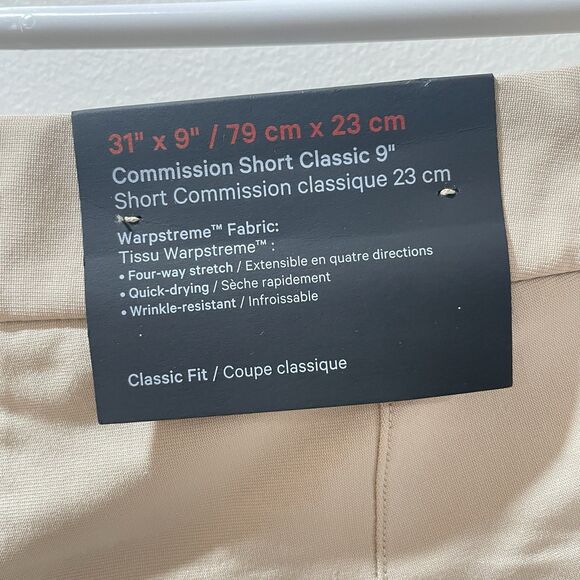 31" x 9" / 79 cm x 23 cm
Commission Short Classic 9"
Short Commission classique 23 cm
Warpstreme™ Fabric:
Tissu Warpstreme™ :
• Four-way stretch / Extensible en quatre directions
• Quick-drying / Sèche rapidement
• Wrinkle-resistant / Infroissable
Classic Fit / Coupe classique